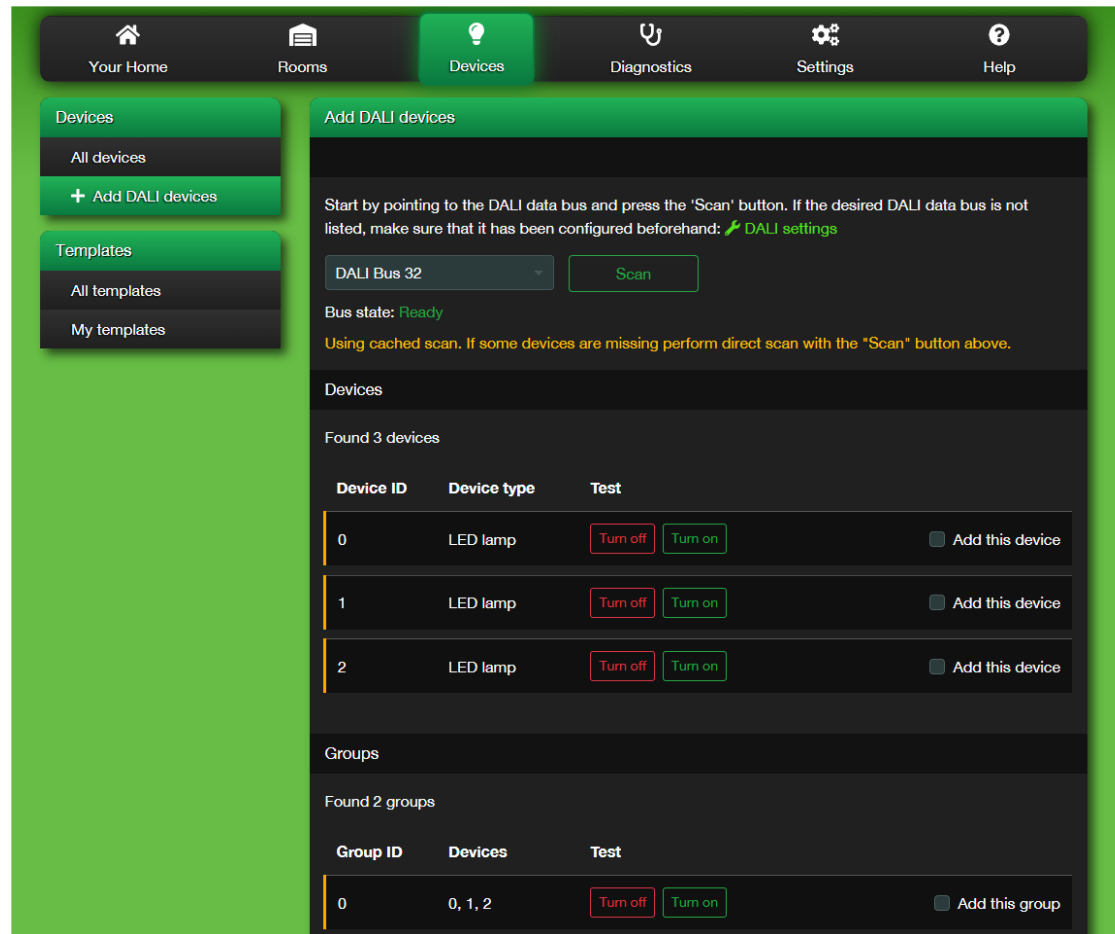 Your Home Rooms Devices Diagnostics Settings Help
Devices
All devices
Add DALI devices
Templates
All templates
My templates
Add DALI devices
Start by pointing to the DALI data bus and press the 'Scan' button. If the desired DALI data bus is not
listed, make sure that it has been configured beforehand: DALI settings
DALI Bus 32 Scan
Bus state: Ready
Using cached scan. If some devices are missing perform direct scan with the "Scan" button above.
Devices
Found 3 devices
Device ID Device type Test
0 LED lamp Turn off Turn on Add this device
1 LED lamp Turn off Turn on Add this device
2 LED lamp Turn off Turn on Add this device
Groups
Found 2 groups
Group ID Devices Test
0 0, 1, 2 Turn off Turn on Add this group